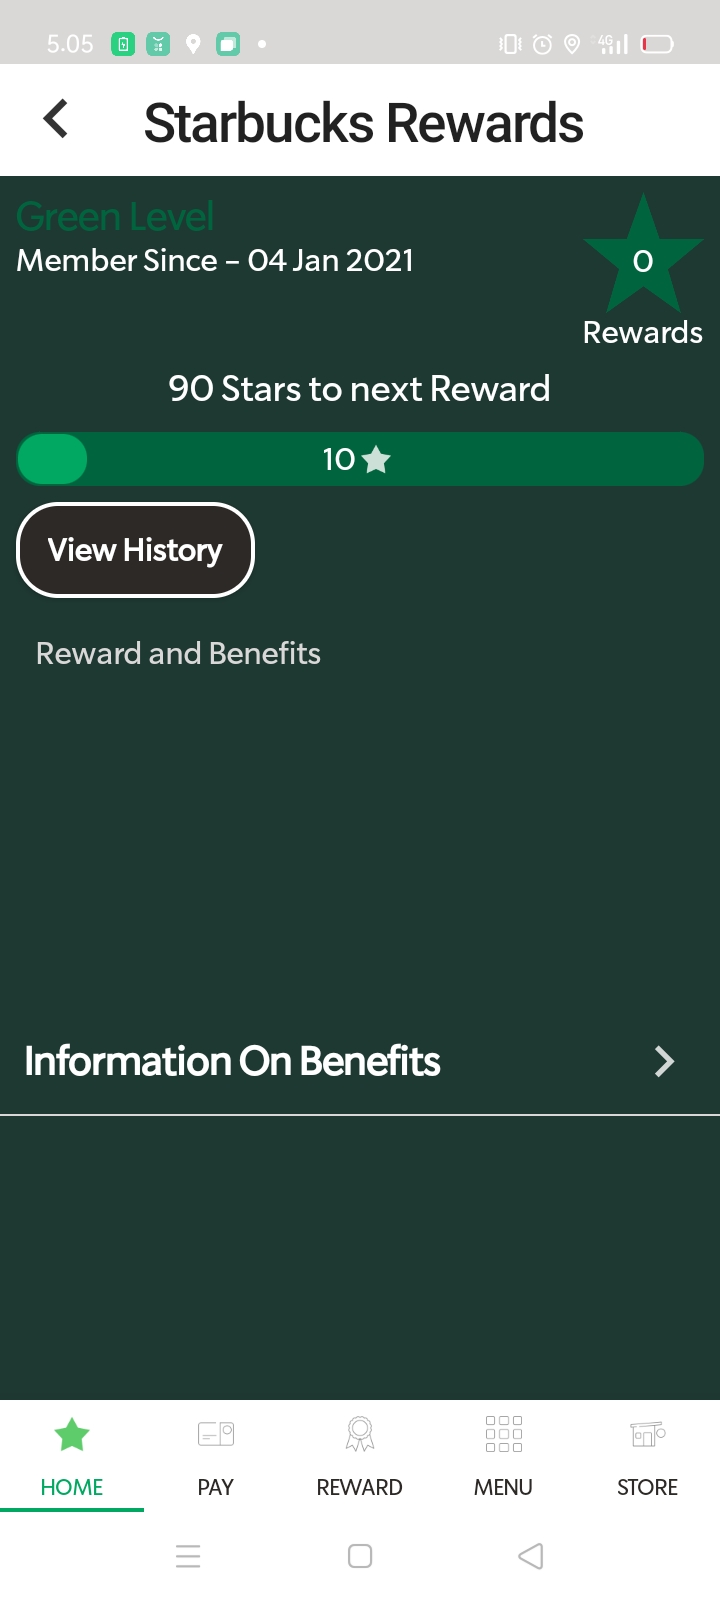 5.05
4G
Starbucks Rewards
Green Level
Member Since – 04 Jan 2021
0
Rewards
90 Stars to next Reward
10
View History
Reward and Benefits
Information On Benefits
HOME
PAY
REWARD
MENU
STORE